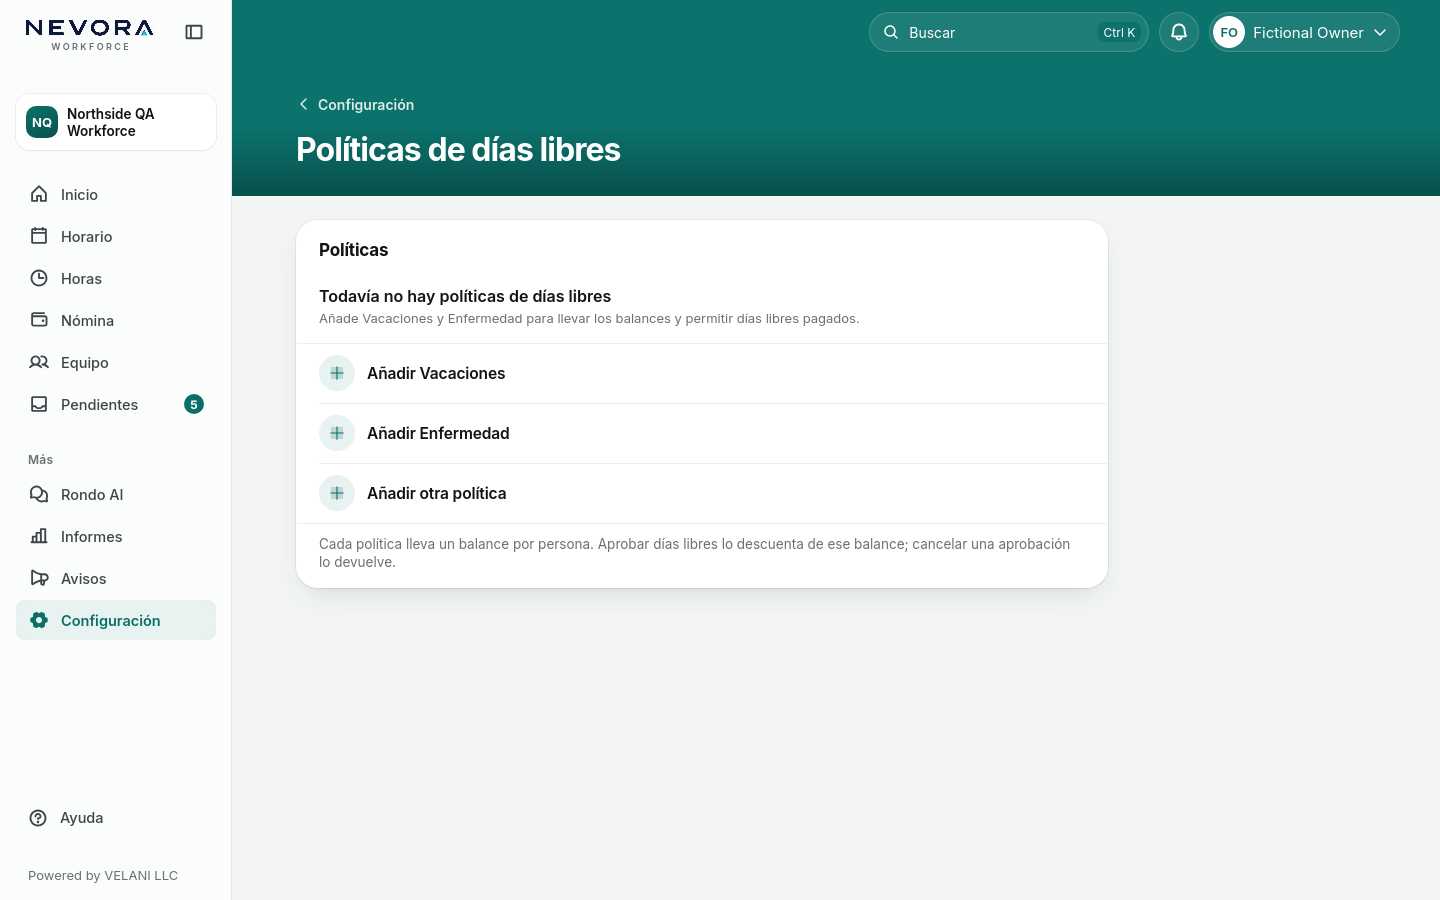 NEVORA
WORKFORCE
Buscar
Ctrl K
FO
Fictional Owner
NQ
Northside QA
Workforce
Inicio
Horario
Horas
Nómina
Equipo
Pendientes
5
Más
Rondo AI
Informes
Avisos
Configuración
Ayuda
Powered by VELANI LLC
Configuración
Políticas de días libres
Políticas
Todavía no hay políticas de días libres
Añade Vacaciones y Enfermedad para llevar los balances y permitir días libres pagados.
Añadir Vacaciones
Añadir Enfermedad
Añadir otra política
Cada política lleva un balance por persona. Aprobar días libres lo descuenta de ese balance; cancelar una aprobación
lo devuelve.